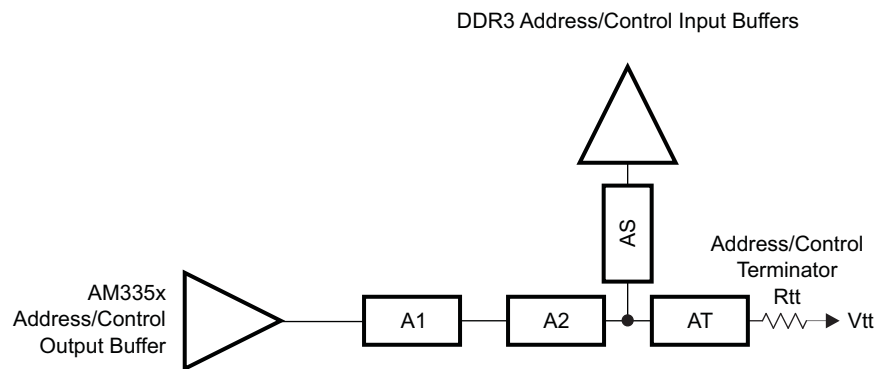 DDR3 Address/Control Input Buffers
AS
Address/Control
Terminator
Rtt
AM335x
Address/Control
Output Buffer
A1
A2
AT
Vtt